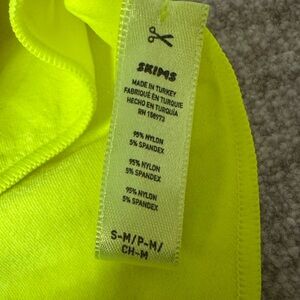 SKIMS
MADE IN TURKEY
FABRIQUÉ EN TURQUIE
HECHO EN TURQUÍA
RN 158973
95% NYLON
5% SPANDEX
95% NYLON
5% SPANDEX
95% NYLON
5% SPANDEX
S-M/P-M/
CH-M